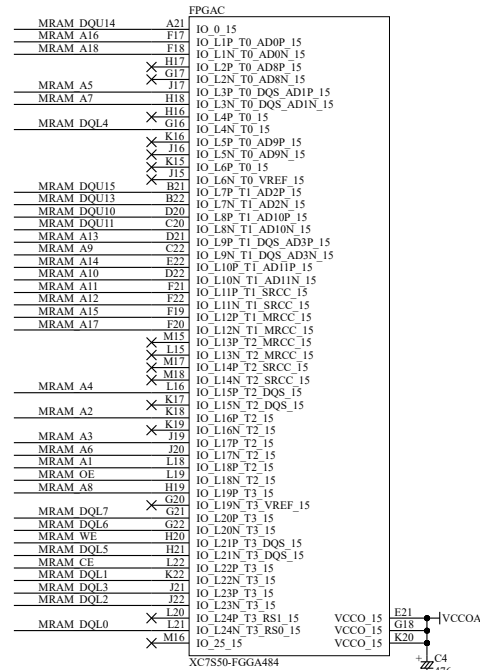 FPGAC
MRAM_DQU14 A21 IO_0_15
MRAM_A16 F17 IO_L1P_T0_AD0P_15
MRAM_A18 F18 IO_L1N_T0_AD0N_15
H17 IO_L2P_T0_AD8P_15
G17 IO_L2N_T0_AD8N_15
MRAM_A5 J17 IO_L3P_T0_DQS_AD1P_15
MRAM_A7 H18 IO_L3N_T0_DQS_AD1N_15
H16 IO_L4P_T0_15
MRAM_DQL4 G16 IO_L4N_T0_15
K16 IO_L5P_T0_AD9P_15
J16 IO_L5N_T0_AD9N_15
K15 IO_L6P_T0_15
J15 IO_L6N_T0_VREF_15
MRAM_DQU15 B21 IO_L7P_T1_AD2P_15
MRAM_DQU13 B22 IO_L7N_T1_AD2N_15
MRAM_DQU10 D20 IO_L8P_T1_AD10P_15
MRAM_DQU11 C20 IO_L8N_T1_AD10N_15
MRAM_A13 D21 IO_L9P_T1_DQS_AD3P_15
MRAM_A9 C22 IO_L9N_T1_DQS_AD3N_15
MRAM_A14 E22 IO_L10P_T1_AD11P_15
MRAM_A10 D22 IO_L10N_T1_AD11N_15
MRAM_A11 F21 IO_L11P_T1_SRCC_15
MRAM_A12 F22 IO_L11N_T1_SRCC_15
MRAM_A15 F19 IO_L12P_T1_MRCC_15
MRAM_A17 F20 IO_L12N_T1_MRCC_15
M15 IO_L13P_T2_MRCC_15
L15 IO_L13N_T2_MRCC_15
M17 IO_L14P_T2_SRCC_15
M18 IO_L14N_T2_SRCC_15
MRAM_A4 L16 IO_L15P_T2_DQS_15
K17 IO_L15N_T2_DQS_15
MRAM_A2 K18 IO_L16P_T2_15
K19 IO_L16N_T2_15
MRAM_A3 J19 IO_L17P_T2_15
MRAM_A6 J20 IO_L17N_T2_15
MRAM_A1 L18 IO_L18P_T2_15
MRAM_OE L19 IO_L18N_T2_15
MRAM_A8 H19 IO_L19P_T3_15
G20 IO_L19N_T3_VREF_15
MRAM_DQL7 G21 IO_L20P_T3_15
MRAM_DQL6 G22 IO_L20N_T3_15
MRAM_WE H20 IO_L21P_T3_DQS_15
MRAM_DQL5 H21 IO_L21N_T3_DQS_15
MRAM_CE L22 IO_L22P_T3_15
MRAM_DQL1 K22 IO_L22N_T3_15
MRAM_DQL3 J21 IO_L23P_T3_15
MRAM_DQL2 J22 IO_L23N_T3_15
L20 IO_L24P_T3_RS1_15 VCCO_15 E21 VCCOA
MRAM_DQL0 L21 IO_L24N_T3_RS0_15 VCCO_15 G18
M16 IO_25_15 VCCO_15 K20
XC7S50-FGGA484 + C4